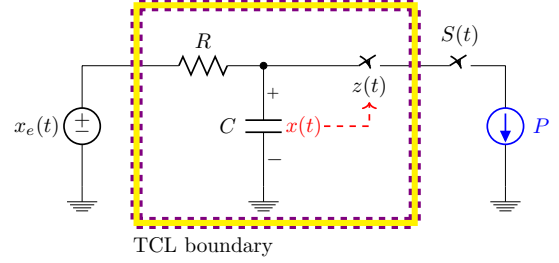 S(t)
R
z(t)
+
x_e(t)
+
−
C
x(t)
P
−
TCL boundary